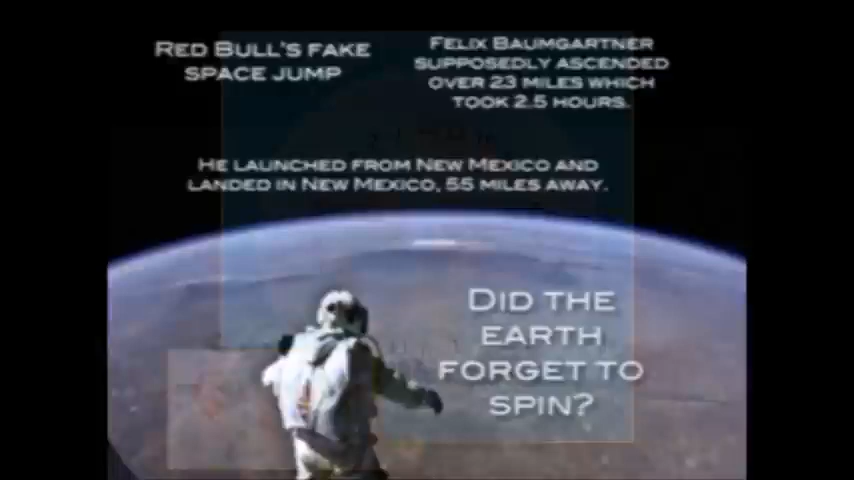 RED BULL'S FAKE
SPACE JUMP
FELIX BAUMGARTNER
SUPPOSEDLY ASCENDED
OVER 23 MILES WHICH
TOOK 2.5 HOURS.
HE LAUNCHED FROM NEW MEXICO AND
LANDED IN NEW MEXICO, 55 MILES AWAY.
DID THE
EARTH
FORGET TO
SPIN?